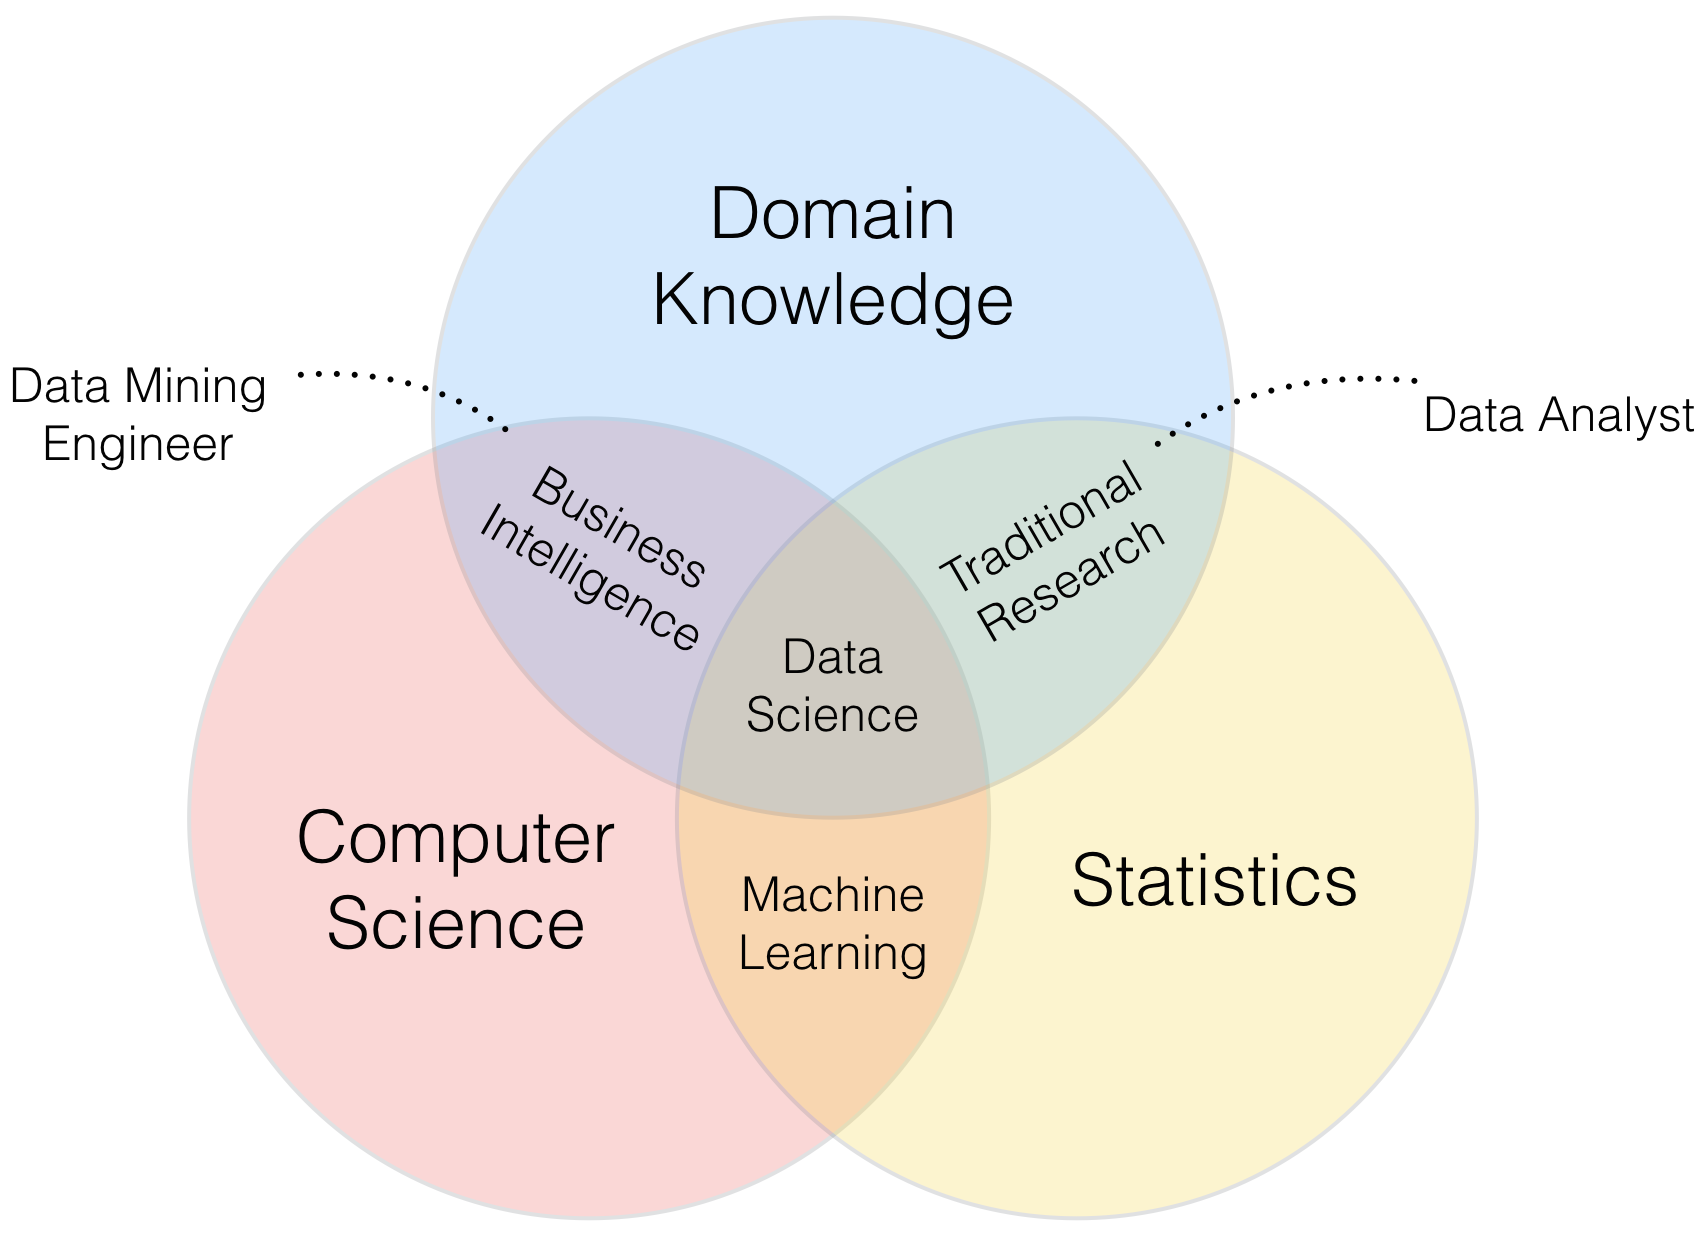 Domain
Knowledge
Data Mining
Engineer
Data Analyst
Business
Intelligence
Traditional
Research
Data
Science
Computer
Science
Statistics
Machine
Learning